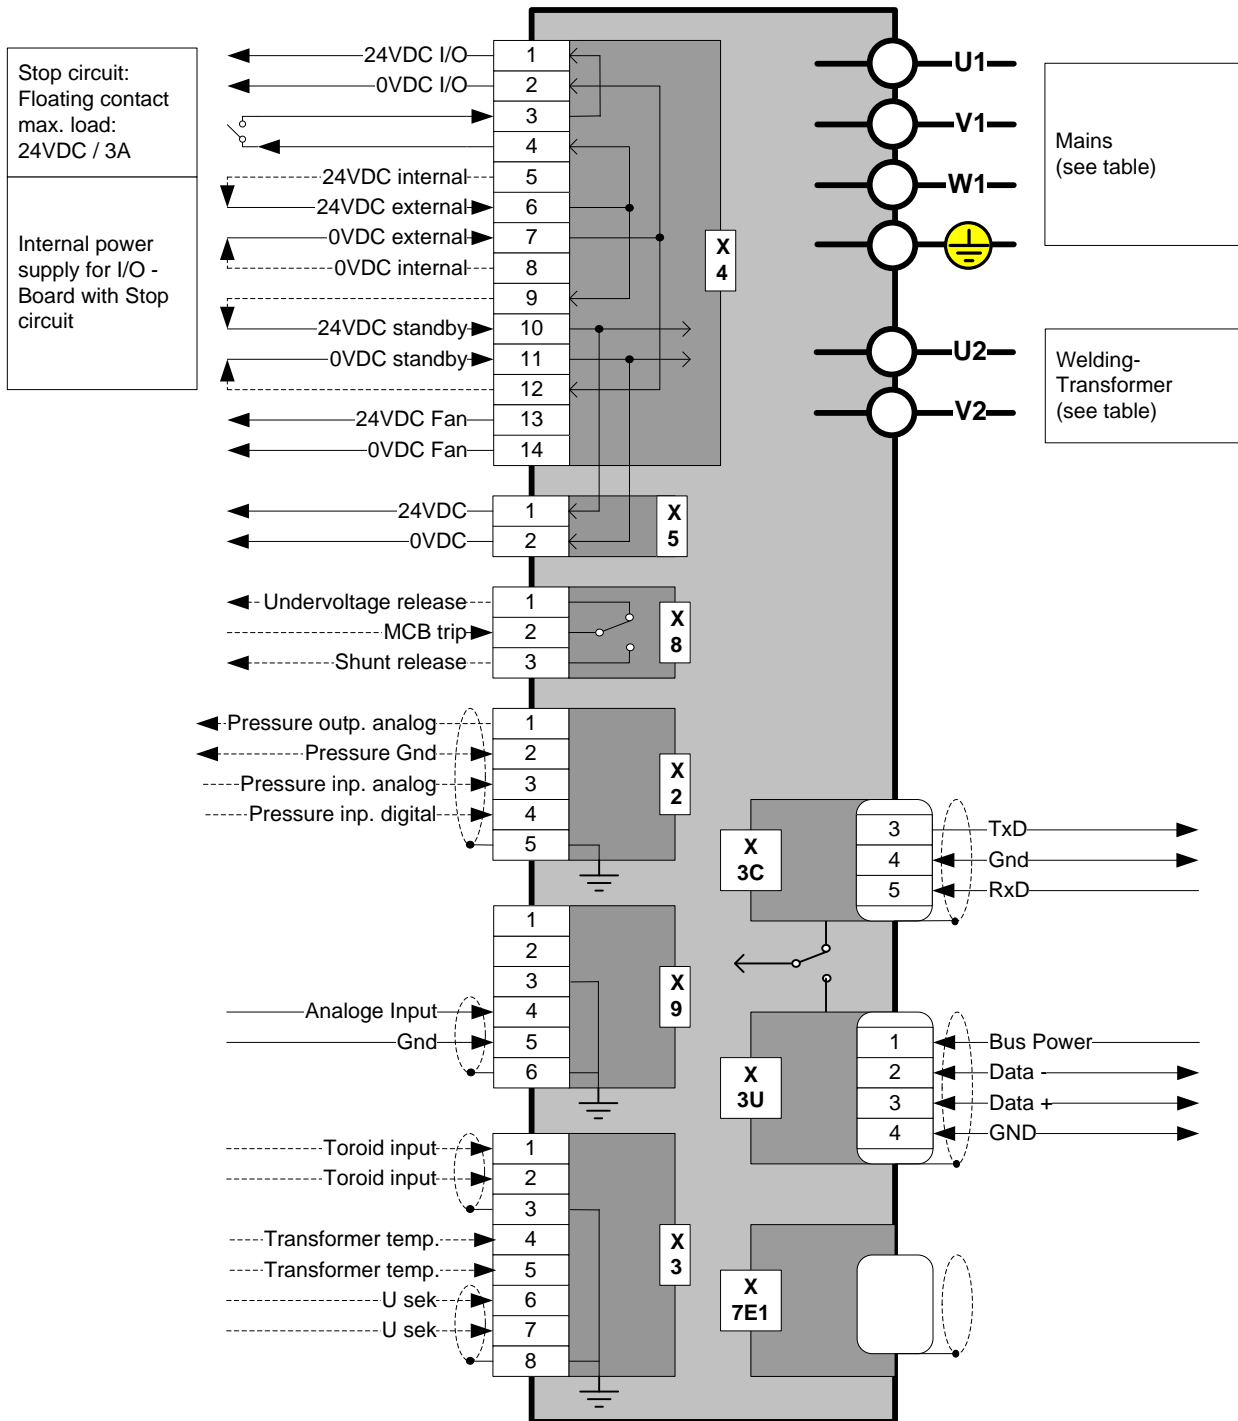 Stop circuit:
Floating contact
max. load:
24VDC / 3A
Internal power
supply for I/O -
Board with Stop
circuit
24VDC I/O 1
0VDC I/O 2
3
4
24VDC internal 5
24VDC external 6
0VDC external 7
0VDC internal 8
9
24VDC standby 10
0VDC standby 11
12
24VDC Fan 13
0VDC Fan 14
X
4
24VDC 1
0VDC 2
X
5
Undervoltage release 1
MCB trip 2
Shunt release 3
X
8
Pressure outp. analog 1
Pressure Gnd 2
Pressure inp. analog 3
Pressure inp. digital 4
5
X
2
1
2
3
Analoge Input 4
Gnd 5
6
X
9
Toroid input 1
Toroid input 2
3
Transformer temp. 4
Transformer temp. 5
U sek 6
U sek 7
8
X
3
U1
V1
W1
Mains
(see table)
U2
V2
Welding-
Transformer
(see table)
X
3C
3 TxD
4 Gnd
5 RxD
X
3U
1 Bus Power
2 Data -
3 Data +
4 GND
X
7E1